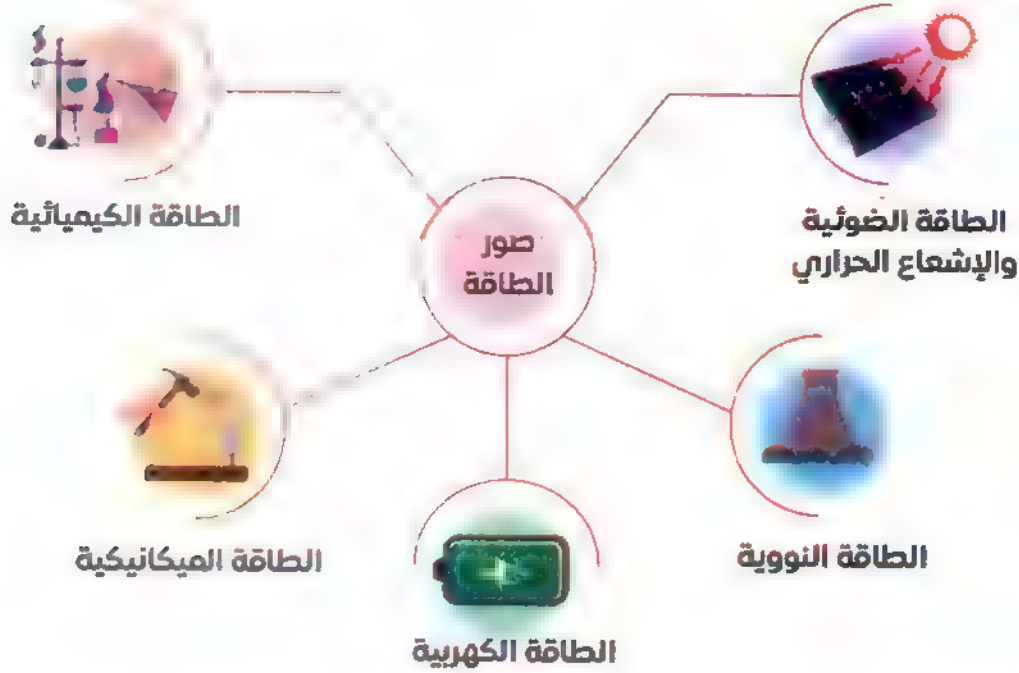 صور
الطاقة
الطاقة الضوئية
والإشعاع الحراري
الطاقة الكيميائية
الطاقة النووية
الطاقة الميكانيكية
الطاقة الكهربية